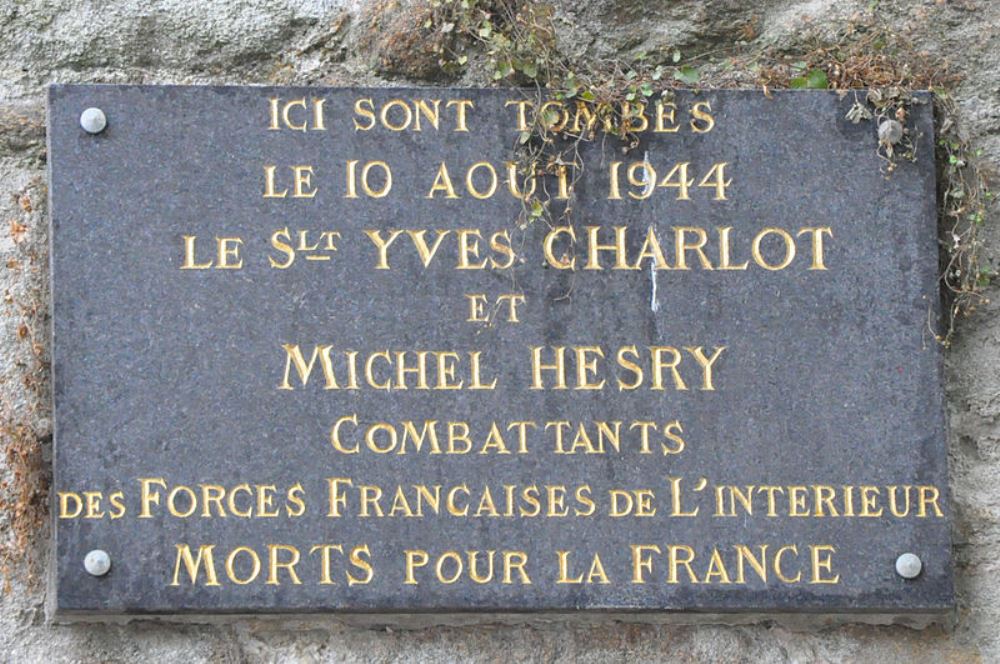 ICI SONT TOMBES
LE 10 AOUT 1944
LE SLT YVES CHARLOT
ET
MICHEL HESRY
COMBATTANTS
DES FORCES FRANCAISES DE L'INTERIEUR
MORTS POUR LA FRANCE